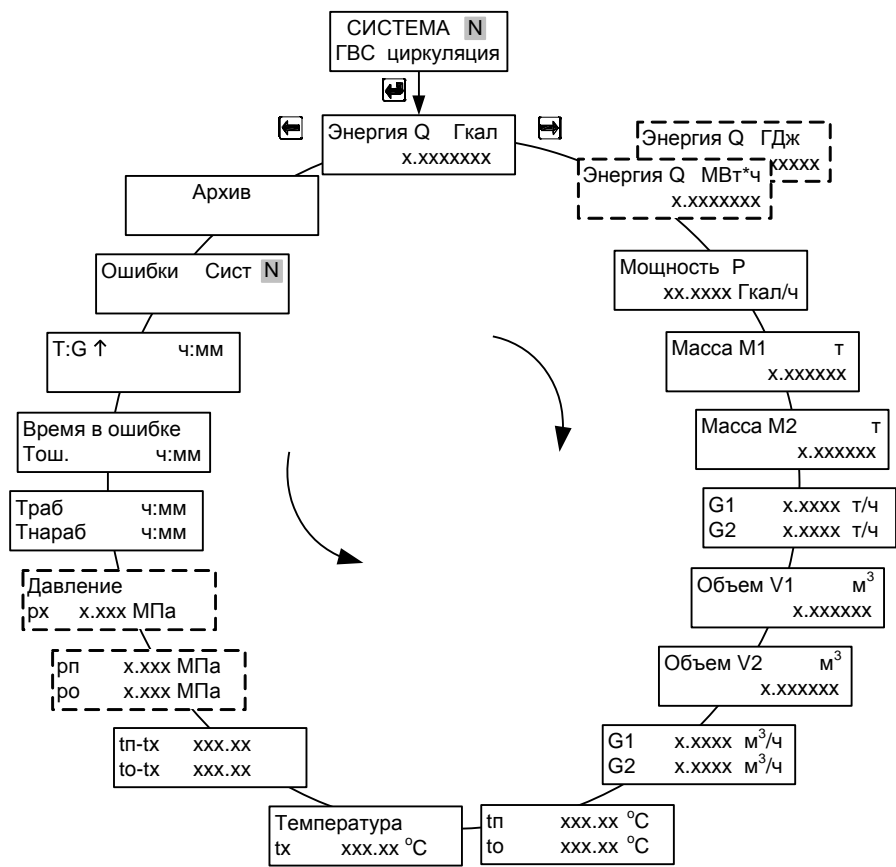 СИСТЕМА N
ГВС циркуляция
Энергия Q Гкал
x.xxxxxxx
Энергия Q ГДж
xxxxx
Энергия Q МВт*ч
x.xxxxxxx
Мощность P
xx.xxxx Гкал/ч
Масса M1 т
x.xxxxxx
Масса M2 т
x.xxxxxx
G1 x.xxxx т/ч
G2 x.xxxx т/ч
Объем V1 м³
x.xxxxxx
Объем V2 м³
x.xxxxxx
G1 x.xxxx м³/ч
G2 x.xxxx м³/ч
tп xxx.xx °C
tо xxx.xx °C
Температура
tх xxx.xx °C
tп-tх xxx.xx
tо-tх xxx.xx
рп x.xxx МПа
ро x.xxx МПа
Давление
рх x.xxx МПа
Траб ч:мм
Тнараб ч:мм
Время в ошибке
Тош. ч:мм
T:G ↑ ч:мм
Ошибки Сист N
Архив